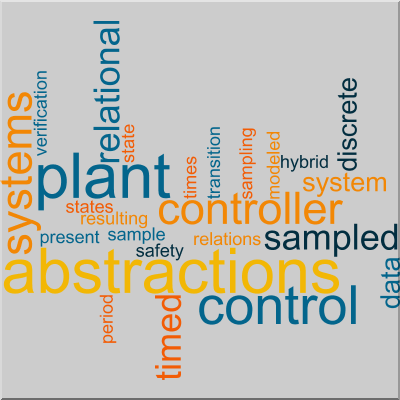 systems
verification
relational
state
plant
times
transition
sampling
modeled
hybrid
discrete
system
states
resulting
controller
present
sample
safety
relations
sampled
abstractions
data
period
timed
control